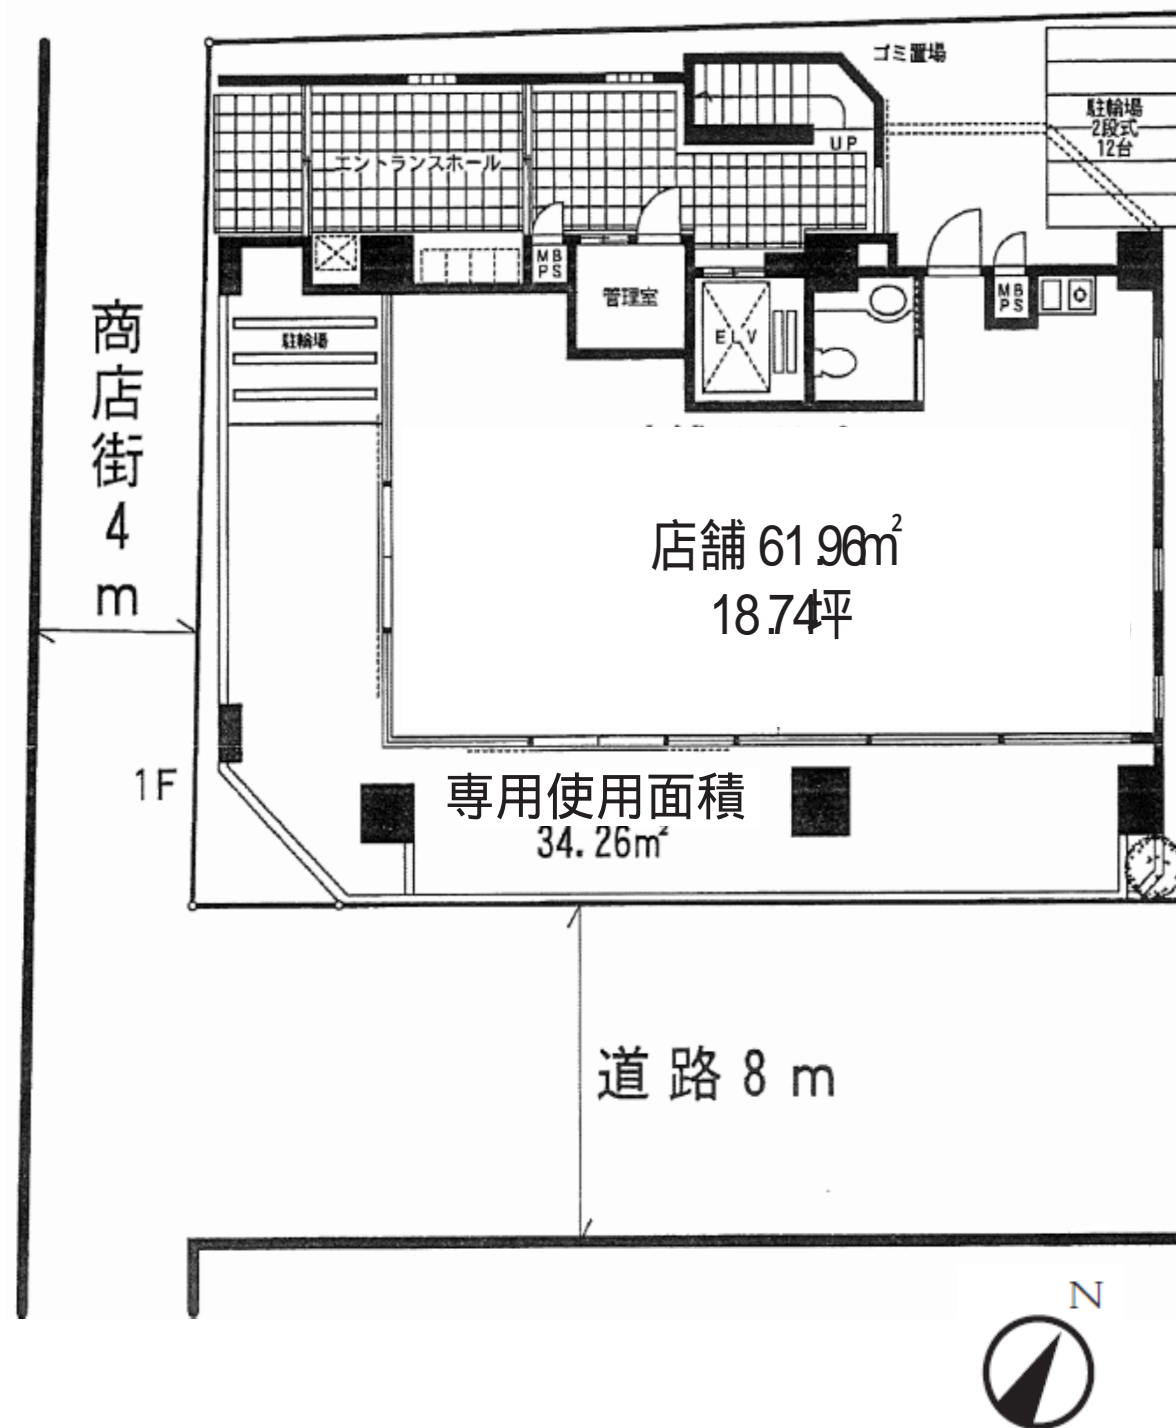 ゴミ置場
駐輪場
2段式
12台
UP
エントランスホール
MB
PS
管理室
ELV
MB
PS
駐輪場
商店街4m
店舗 61.96㎡
18.74坪
1F
専用使用面積
34.26㎡
道路8m
N